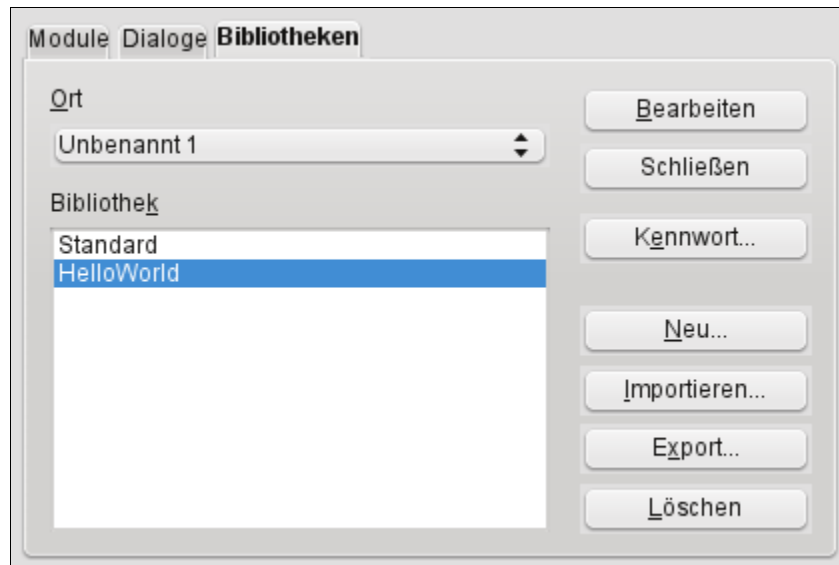 Module Dialoge Bibliotheken
Ort
Unbenannt 1
Bibliothek
Standard
HelloWorld
Bearbeiten
Schließen
Kennwort...
Neu...
Importieren...
Export...
Löschen